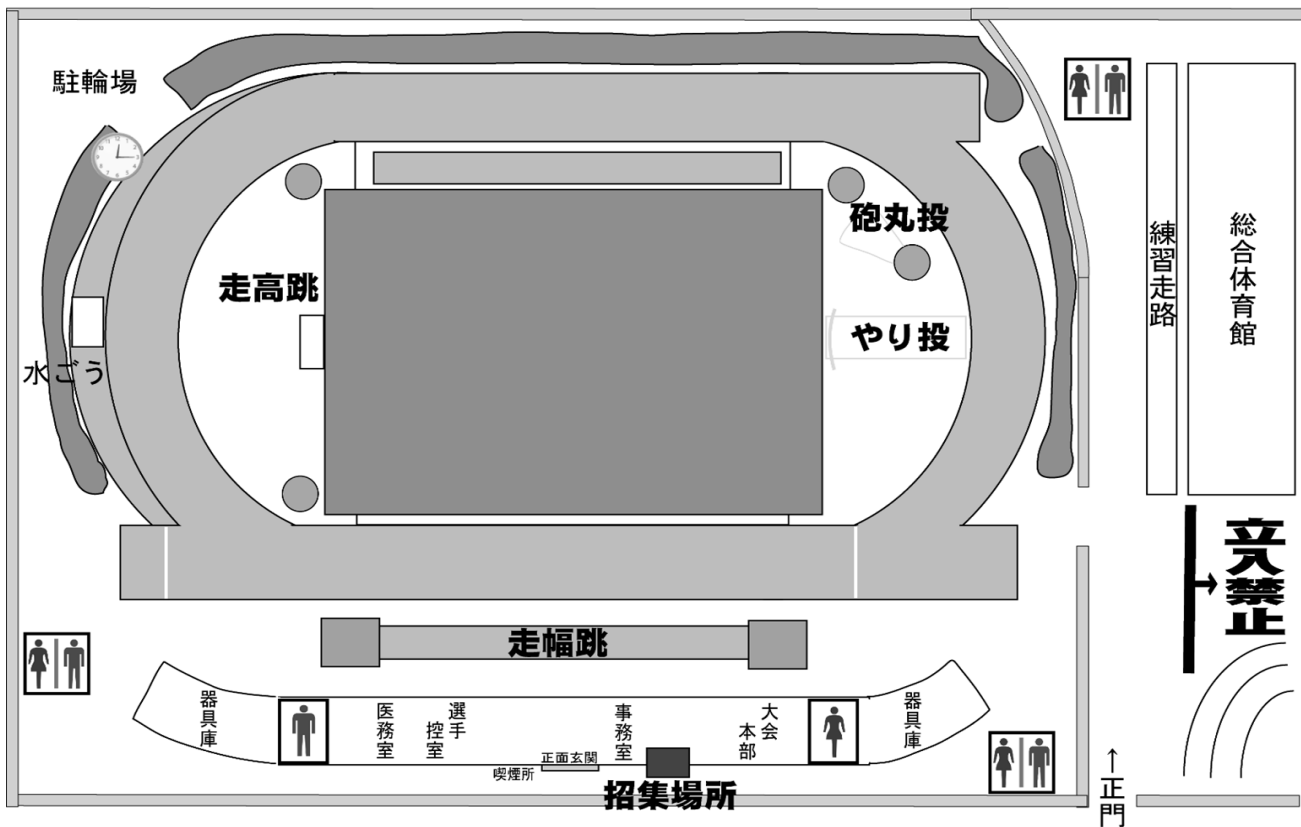 駐輪場
砲丸投
走高跳
練習走路
総合体育館
やり投
水ごう
立入禁止
走幅跳
器具庫
医務室
選手
控室
事務室
大会
本部
器具庫
正面玄関
喫煙所
招集場所
↑正門